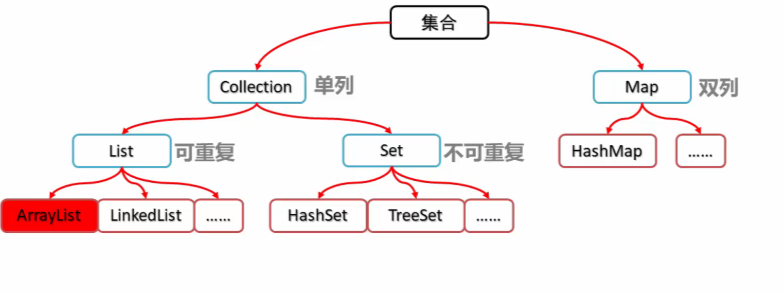 集合
Collection 单列
Map 双列
List 可重复
Set 不可重复
HashMap
......
ArrayList
LinkedList
......
HashSet
TreeSet
......